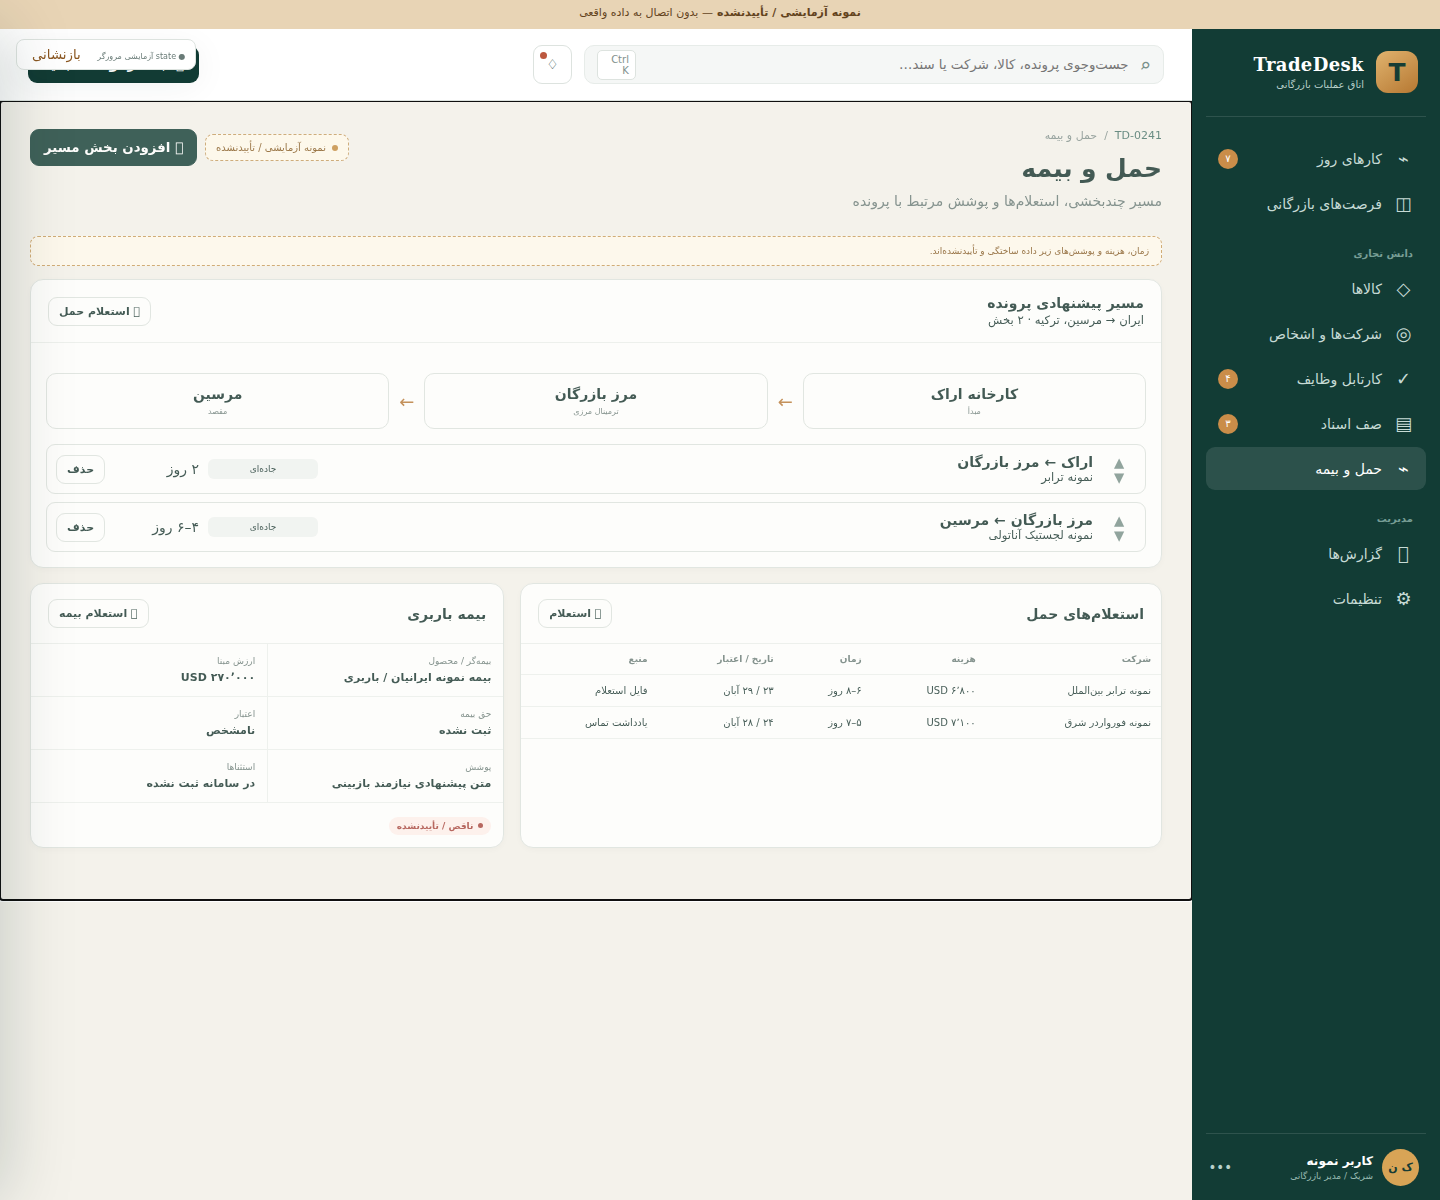 نمونه آزمایشی / تأییدنشده — بدون اتصال به داده واقعی
TradeDesk
اتاق عملیات بازرگانی
T
کارهای روز
۷
فرصت‌های بازرگانی
دانش تجاری
کالاها
شرکت‌ها و اشخاص
کارتابل وظایف
۴
صف اسناد
۳
حمل و بیمه
مدیریت
گزارش‌ها
تنظیمات
ک ن
کاربر نمونه
شریک / مدیر بازرگانی
جست‌وجوی پرونده، کالا، شرکت یا سند…
Ctrl K
state آزمایشی مرورگر
بازنشانی
TD-0241 / حمل و بیمه
حمل و بیمه
مسیر چندبخشی، استعلام‌ها و پوشش مرتبط با پرونده
نمونه آزمایشی / تأییدنشده
افزودن بخش مسیر
زمان، هزینه و پوشش‌های زیر داده ساختگی و تأییدنشده‌اند.
مسیر پیشنهادی پرونده
ایران → مرسین، ترکیه · ۲ بخش
استعلام حمل
کارخانه اراک
مبدأ
←
مرز بازرگان
ترمینال مرزی
←
مرسین
مقصد
▲
▼
اراک ← مرز بازرگان
نمونه ترابر
جاده‌ای
۲ روز
حذف
▲
▼
مرز بازرگان ← مرسین
نمونه لجستیک آناتولی
جاده‌ای
۴–۶ روز
حذف
استعلام‌های حمل
استعلام
شرکت هزینه زمان تاریخ / اعتبار منبع
نمونه ترابر بین‌الملل USD ۶٬۸۰۰ ۶–۸ روز ۲۳ / ۲۹ آبان فایل استعلام
نمونه فورواردر شرق USD ۷٬۱۰۰ ۵–۷ روز ۲۴ / ۲۸ آبان یادداشت تماس
بیمه باربری
استعلام بیمه
بیمه‌گر / محصول
بیمه نمونه ایرانیان / باربری
ارزش مبنا
USD ۲۷۰٬۰۰۰
حق بیمه
ثبت نشده
اعتبار
نامشخص
پوشش
متن پیشنهادی نیازمند بازبینی
استثناها
در سامانه ثبت نشده
ناقص / تأییدنشده